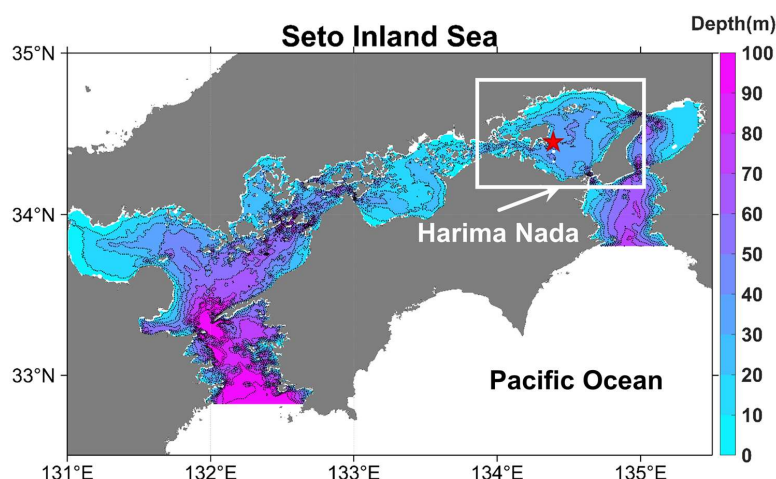 Seto Inland Sea
Depth(m)
35°N
34°N
33°N
131°E
132°E
133°E
134°E
135°E
Harima Nada
Pacific Ocean
100
90
80
70
60
50
40
30
20
10
0